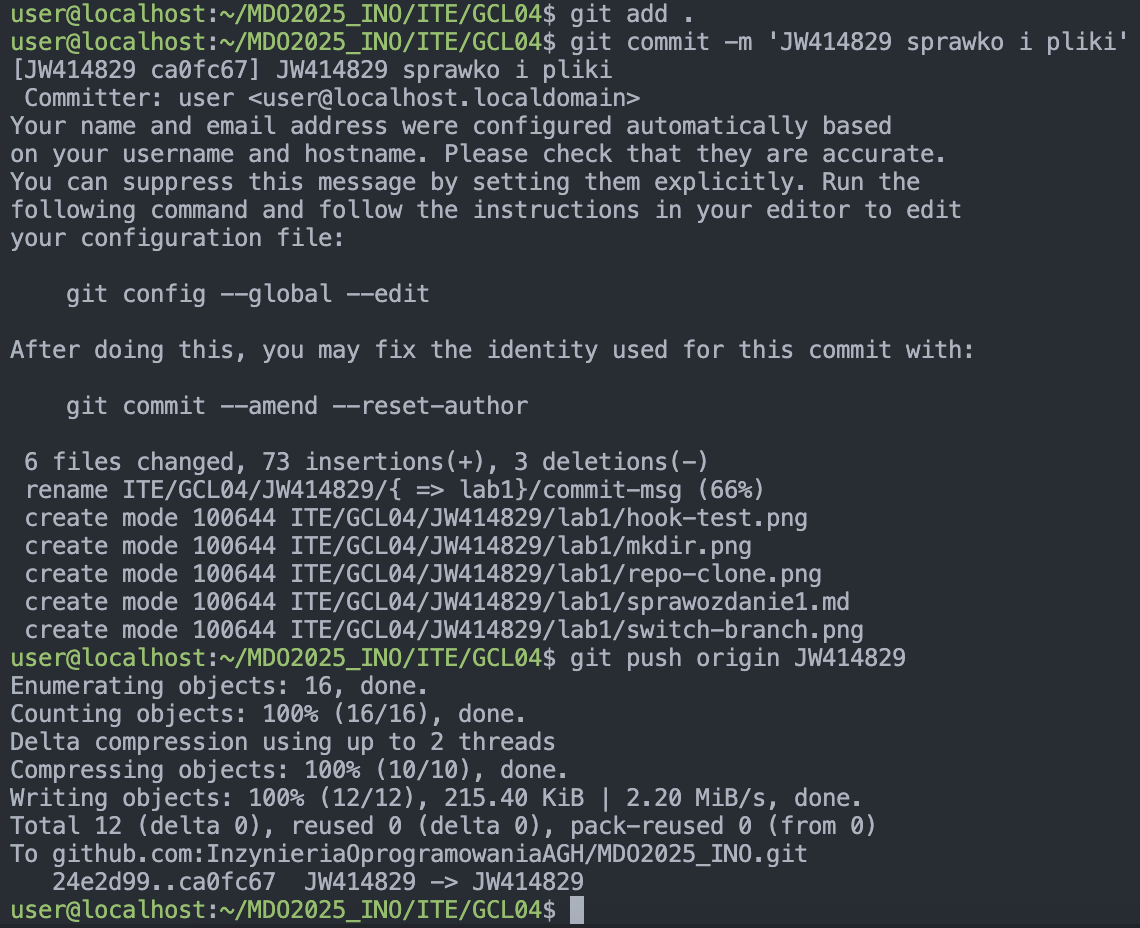 user@localhost:~/MDO2025_INO/ITE/GCL04$ git add .
user@localhost:~/MDO2025_INO/ITE/GCL04$ git commit -m 'JW414829 sprawko i pliki'
[JW414829 ca0fc67] JW414829 sprawko i pliki
 Committer: user <user@localhost.localdomain>
Your name and email address were configured automatically based
on your username and hostname. Please check that they are accurate.
You can suppress this message by setting them explicitly. Run the
following command and follow the instructions in your editor to edit
your configuration file:

    git config --global --edit

After doing this, you may fix the identity used for this commit with:

    git commit --amend --reset-author

 6 files changed, 73 insertions(+), 3 deletions(-)
 rename ITE/GCL04/JW414829/{ => lab1}/commit-msg (66%)
 create mode 100644 ITE/GCL04/JW414829/lab1/hook-test.png
 create mode 100644 ITE/GCL04/JW414829/lab1/mkdir.png
 create mode 100644 ITE/GCL04/JW414829/lab1/repo-clone.png
 create mode 100644 ITE/GCL04/JW414829/lab1/sprawozdanie1.md
 create mode 100644 ITE/GCL04/JW414829/lab1/switch-branch.png
user@localhost:~/MDO2025_INO/ITE/GCL04$ git push origin JW414829
Enumerating objects: 16, done.
Counting objects: 100% (16/16), done.
Delta compression using up to 2 threads
Compressing objects: 100% (10/10), done.
Writing objects: 100% (12/12), 215.40 KiB | 2.20 MiB/s, done.
Total 12 (delta 0), reused 0 (delta 0), pack-reused 0 (from 0)
To github.com:InzynieriaOprogramowaniaAGH/MDO2025_INO.git
   24e2d99..ca0fc67  JW414829 -> JW414829
user@localhost:~/MDO2025_INO/ITE/GCL04$